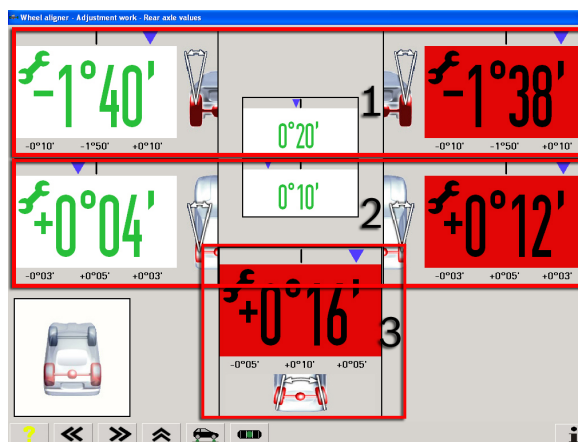 Wheel aligner - Adjustment work - Rear axle values
-1°40' 1 -1°38'
-0°10' -1°50' +0°10' 0°20' -0°10' -1°50' +0°10'
+0°04' 0°10' 2 +0°12'
-0°03' +0°05' +0°03' -0°03' +0°05' +0°03'
+0°16' 3
-0°05' +0°10' +0°05'
? i